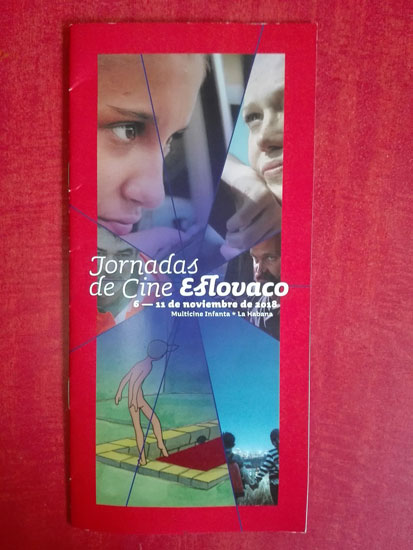 Jornadas
de Cine Eslovaco
6 — 11 de noviembre de 2018
Multicine Infanta * La Habana